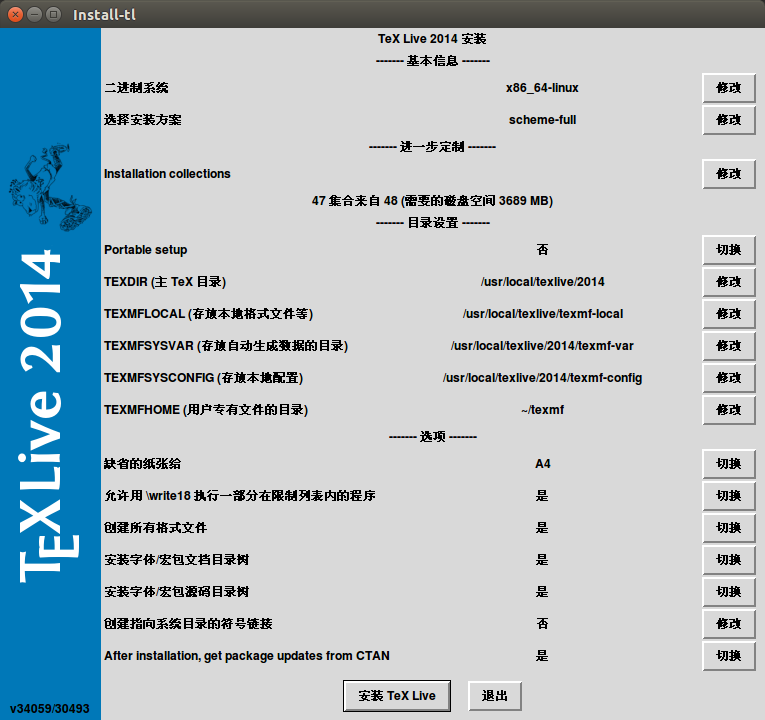 Install-tl
TeX Live 2014 安装
------- 基本信息 -------
二进制系统 x86_64-linux 修改
选择安装方案 scheme-full 修改
------- 进一步定制 -------
Installation collections 修改
47 集合来自 48 (需要的磁盘空间 3689 MB)
------- 目录设置 -------
Portable setup 否 切换
TEXDIR (主 TeX 目录) /usr/local/texlive/2014 修改
TEXMFLOCAL (存放本地格式文件等) /usr/local/texlive/texmf-local 修改
TEXMFSYSVAR (存放自动生成数据的目录) /usr/local/texlive/2014/texmf-var 修改
TEXMFSYSCONFIG (存放本地配置) /usr/local/texlive/2014/texmf-config 修改
TEXMFHOME (用户专有文件的目录) ~/texmf 修改
------- 选项 -------
缺省的纸张给 A4 切换
允许用 \write18 执行一部分在限制列表内的程序 是 切换
创建所有格式文件 是 切换
安装字体/宏包文档目录树 是 切换
安装字体/宏包源码目录树 是 切换
创建指向系统目录的符号链接 否 修改
After installation, get package updates from CTAN 是 切换
安装 TeX Live 退出
TEXLive 2014
v34059/30493